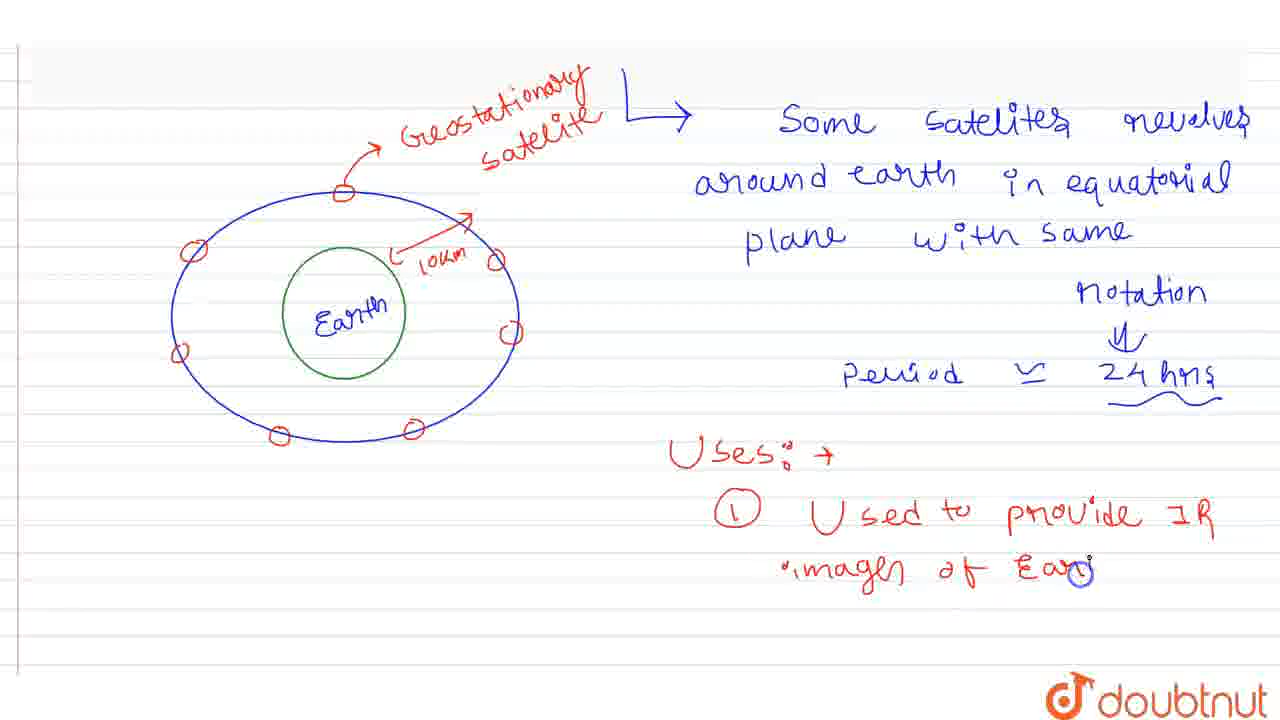 Geostationary
satelite
Some satelites revolves
around earth in equatorial
plane with same
rotation
period ≃ 24 hrs
10km
Earth
Uses: →
① Used to provide IR
images of Ear
doubtnut